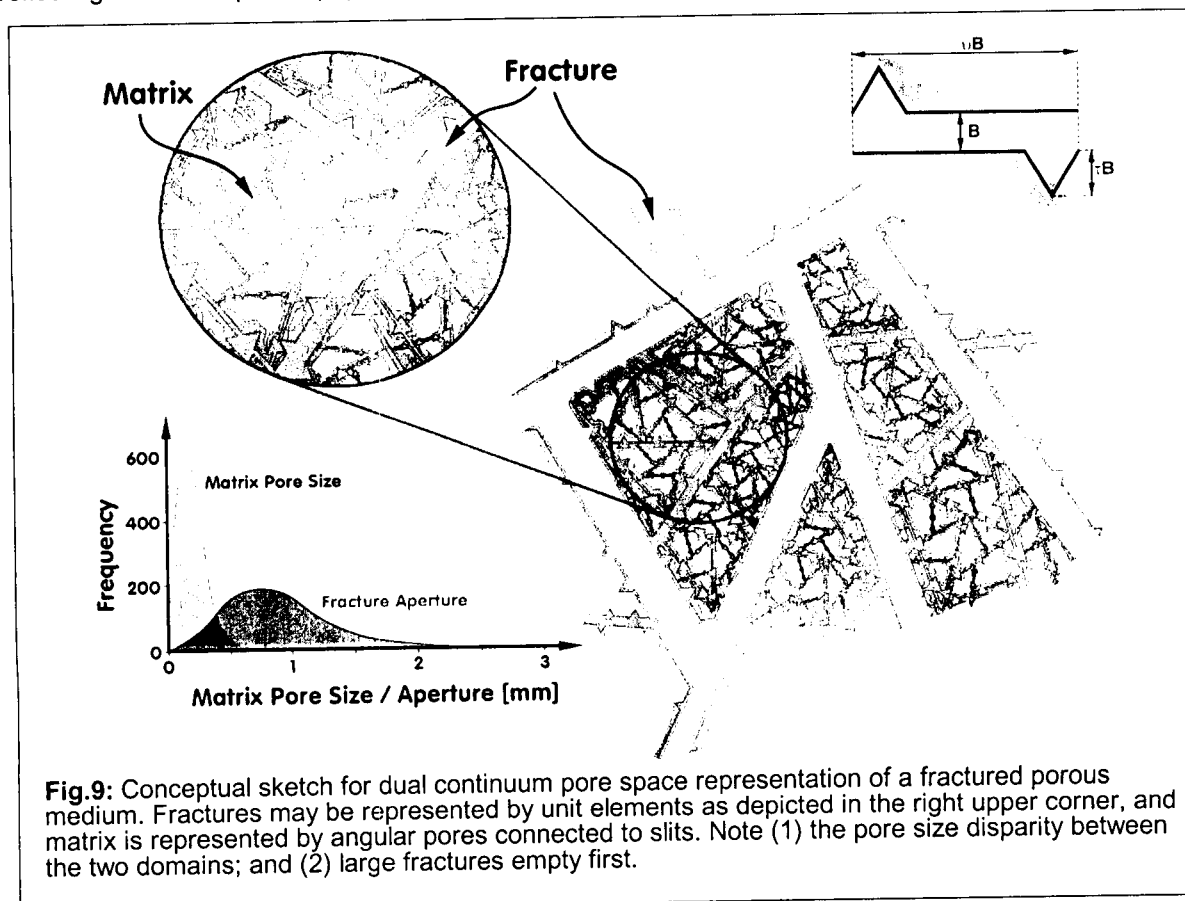 Matrix
Fracture
υB
B
τB
600
400
200
0
Frequency
Matrix Pore Size
Fracture Aperture
0 1 2 3
Matrix Pore Size / Aperture [mm]
Fig.9: Conceptual sketch for dual continuum pore space representation of a fractured porous
medium. Fractures may be represented by unit elements as depicted in the right upper corner, and
matrix is represented by angular pores connected to slits. Note (1) the pore size disparity between
the two domains; and (2) large fractures empty first.